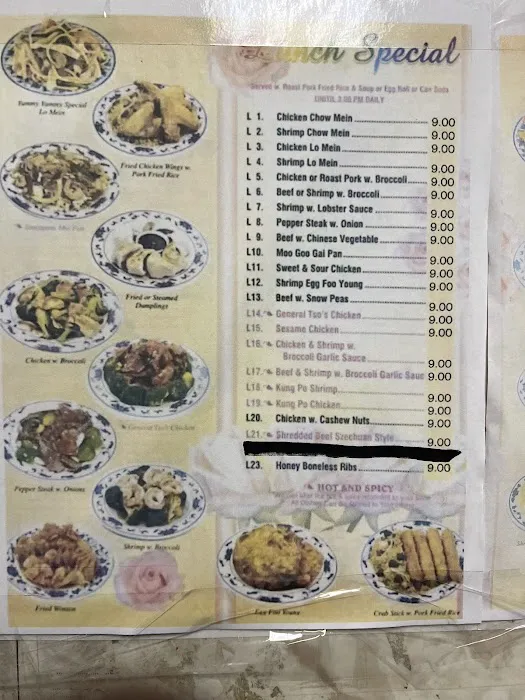 Lunch Special
Served w. Roast Pork Fried Rice & Soup or Egg Roll or Can Soda
UNTIL 3:00 PM DAILY
L 1. Chicken Chow Mein 9.00
L 2. Shrimp Chow Mein 9.00
L 3. Chicken Lo Mein 9.00
L 4. Shrimp Lo Mein 9.00
L 5. Chicken or Roast Pork w. Broccoli 9.00
L 6. Beef or Shrimp w. Broccoli 9.00
L 7. Shrimp w. Lobster Sauce 9.00
L 8. Pepper Steak w. Onion 9.00
L 9. Beef w. Chinese Vegetable 9.00
L10. Moo Goo Gai Pan 9.00
L11. Sweet & Sour Chicken 9.00
L12. Shrimp Egg Foo Young 9.00
L13. Beef w. Snow Peas 9.00
L14. General Tso's Chicken 9.00
L15. Sesame Chicken 9.00
L16. Chicken & Shrimp w.
Broccoli Garlic Sauce 9.00
L17. Beef & Shrimp w. Broccoli Garlic Sauc 9.00
L18. Kung Po Shrimp 9.00
L19. Kung Po Chicken 9.00
L20. Chicken w. Cashew Nuts 9.00
L21. Shredded Beef Szechuan Style 9.00
L23. Honey Boneless Ribs 9.00
HOT AND SPICY
Yummy Yummy Special
Lo Mein
Fried Chicken Wings w.
Pork Fried Rice
Fried or Steamed
Dumplings
Chicken w. Broccoli
General Tso's Chicken
Pepper Steak w. Onions
Shrimp w. Broccoli
Fried Wonton
Egg Foo Young
Crab Stick w. Pork Fried Rice